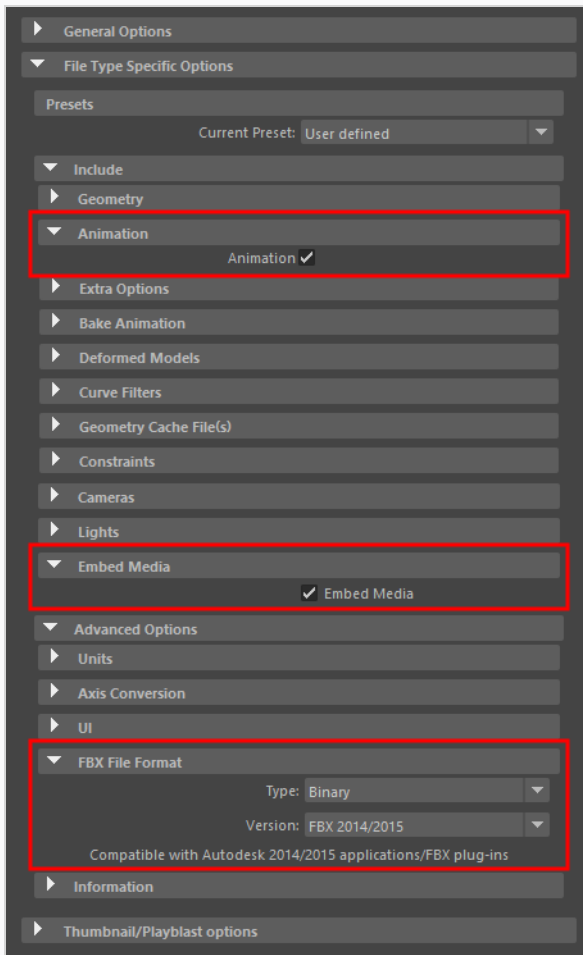 General Options
File Type Specific Options
Presets
Current Preset: User defined
Include
Geometry
Animation
Animation
Extra Options
Bake Animation
Deformed Models
Curve Filters
Geometry Cache File(s)
Constraints
Cameras
Lights
Embed Media
Embed Media
Advanced Options
Units
Axis Conversion
UI
FBX File Format
Type: Binary
Version: FBX 2014/2015
Compatible with Autodesk 2014/2015 applications/FBX plug-ins
Information
Thumbnail/Playblast options